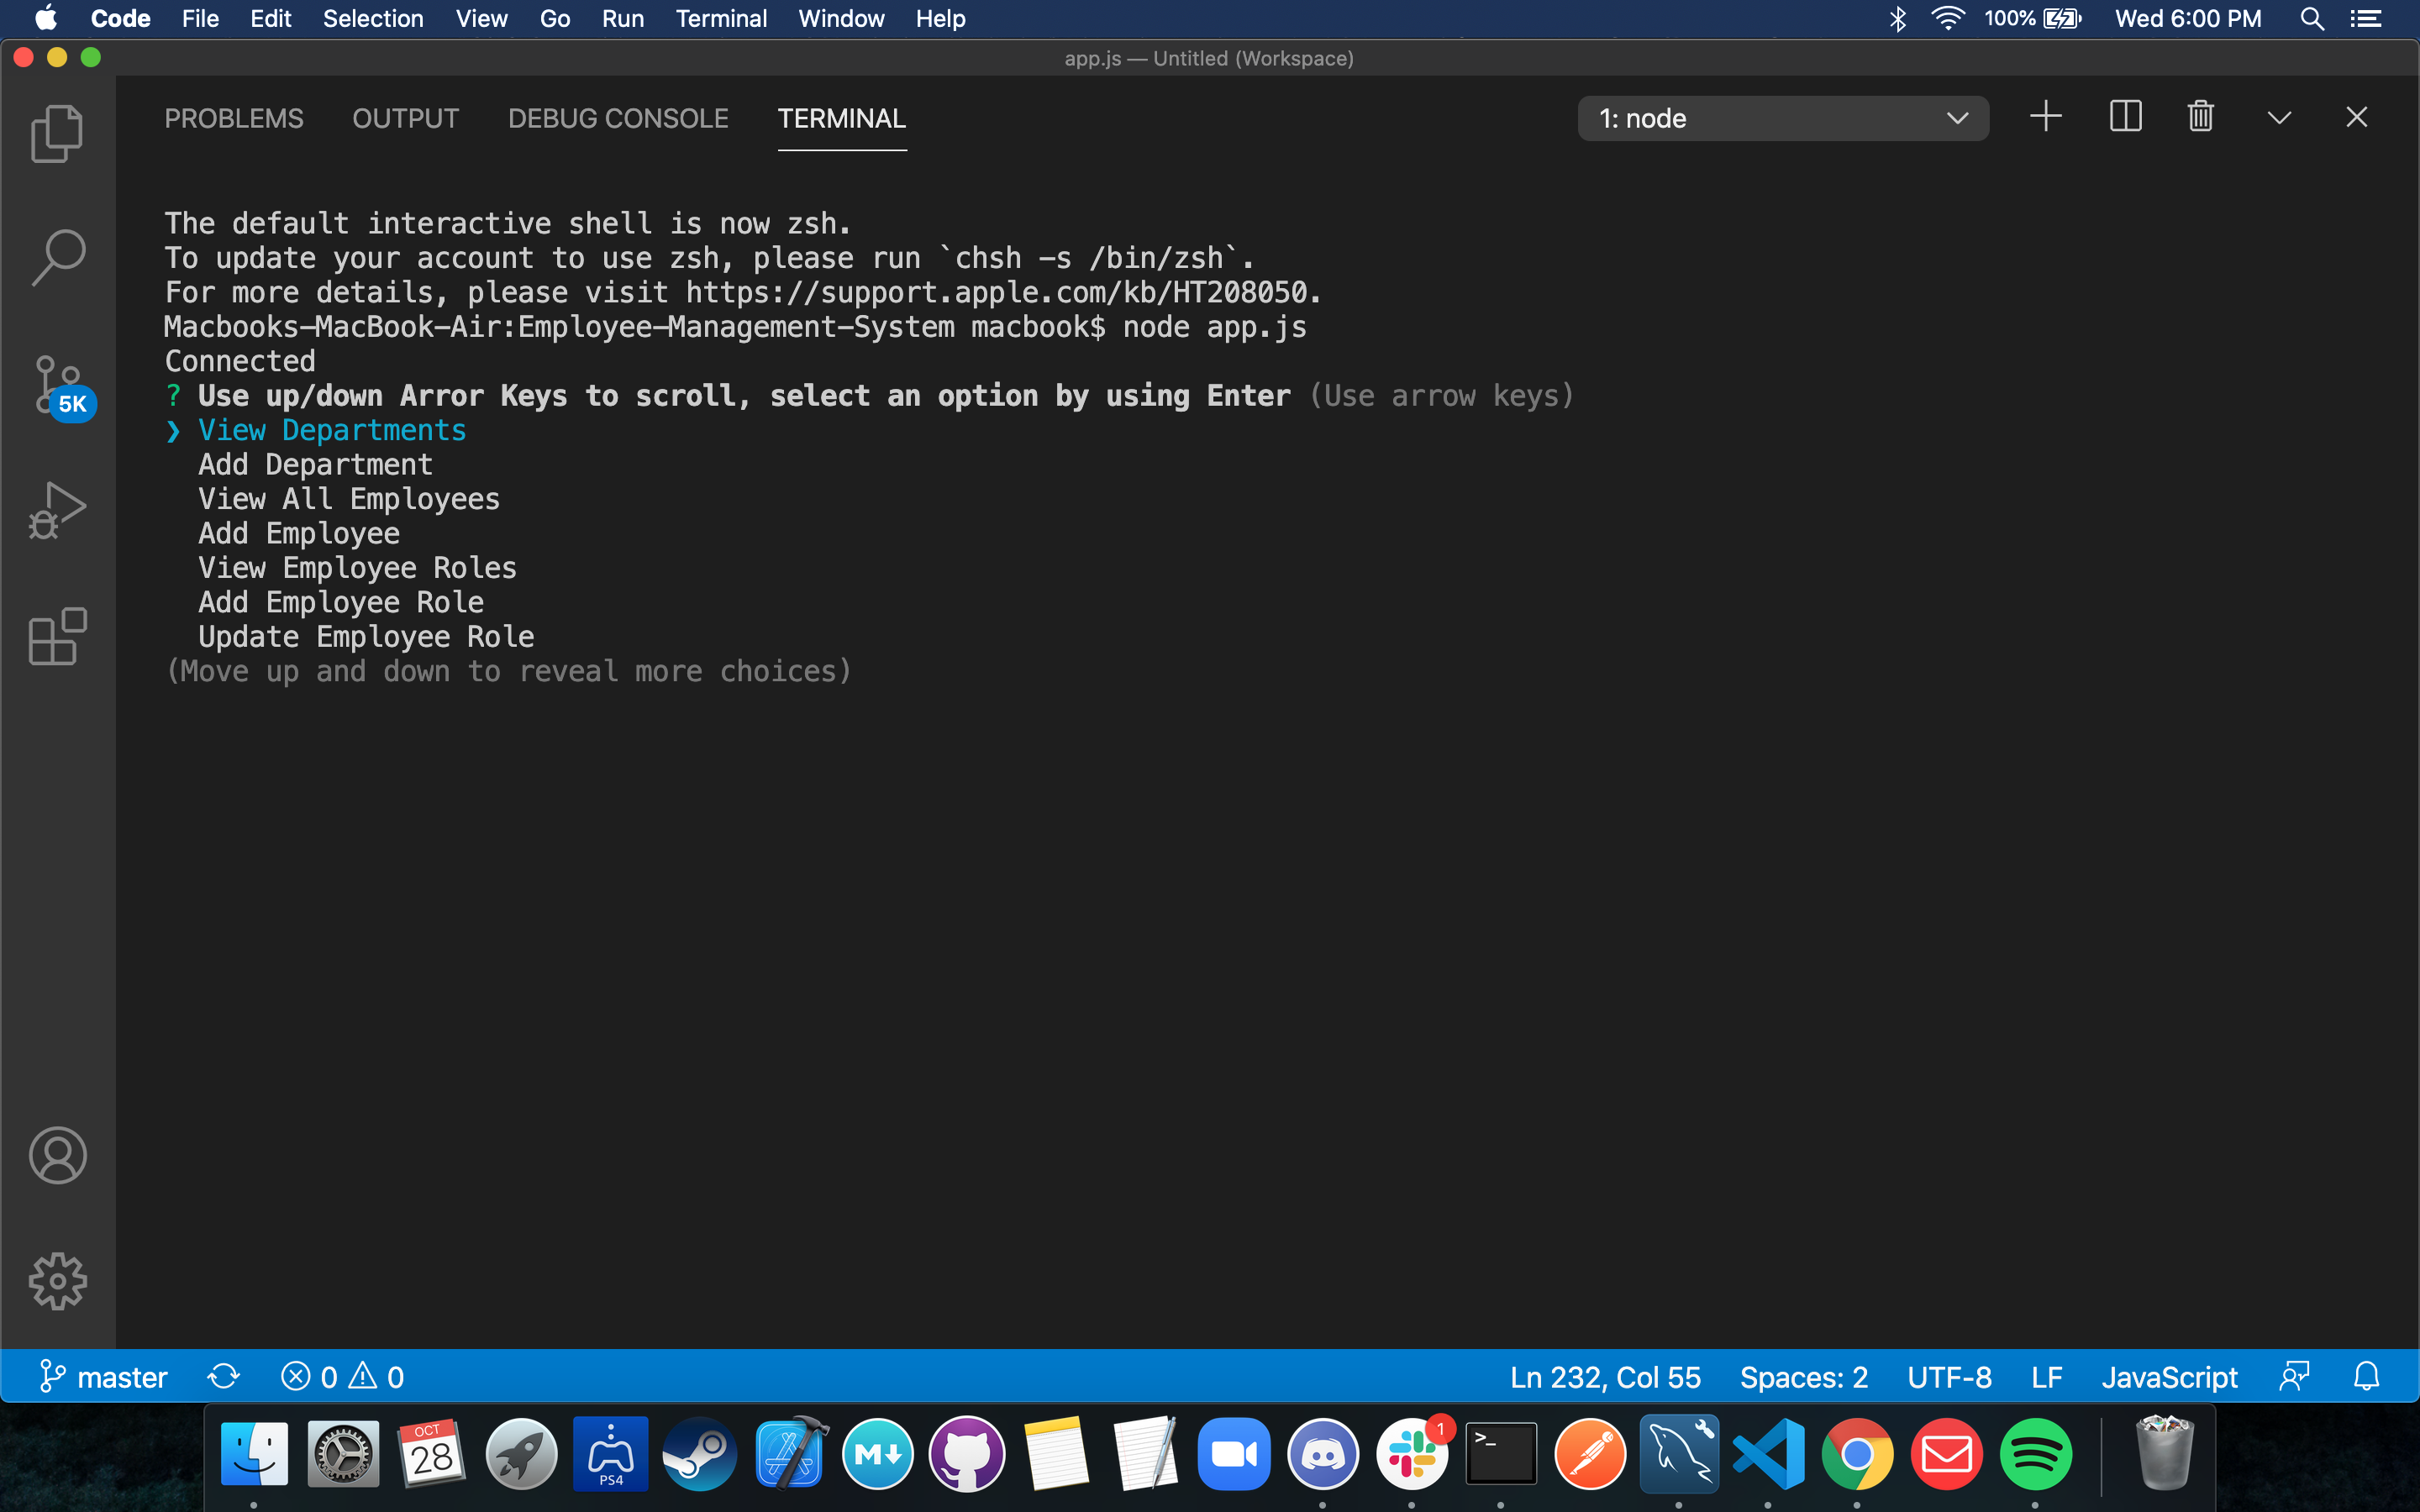 Code File Edit Selection View Go Run Terminal Window Help 100% Wed 6:00 PM
app.js — Untitled (Workspace)
PROBLEMS OUTPUT DEBUG CONSOLE TERMINAL 1: node
The default interactive shell is now zsh.
To update your account to use zsh, please run `chsh -s /bin/zsh`.
For more details, please visit https://support.apple.com/kb/HT208050.
Macbooks-MacBook-Air:Employee-Management-System macbook$ node app.js
Connected
? Use up/down Arror Keys to scroll, select an option by using Enter (Use arrow keys)
❯ View Departments
Add Department
View All Employees
Add Employee
View Employee Roles
Add Employee Role
Update Employee Role
(Move up and down to reveal more choices)
5K
master 0 0 Ln 232, Col 55 Spaces: 2 UTF-8 LF JavaScript
OCT
28
PS4
M
1
>_